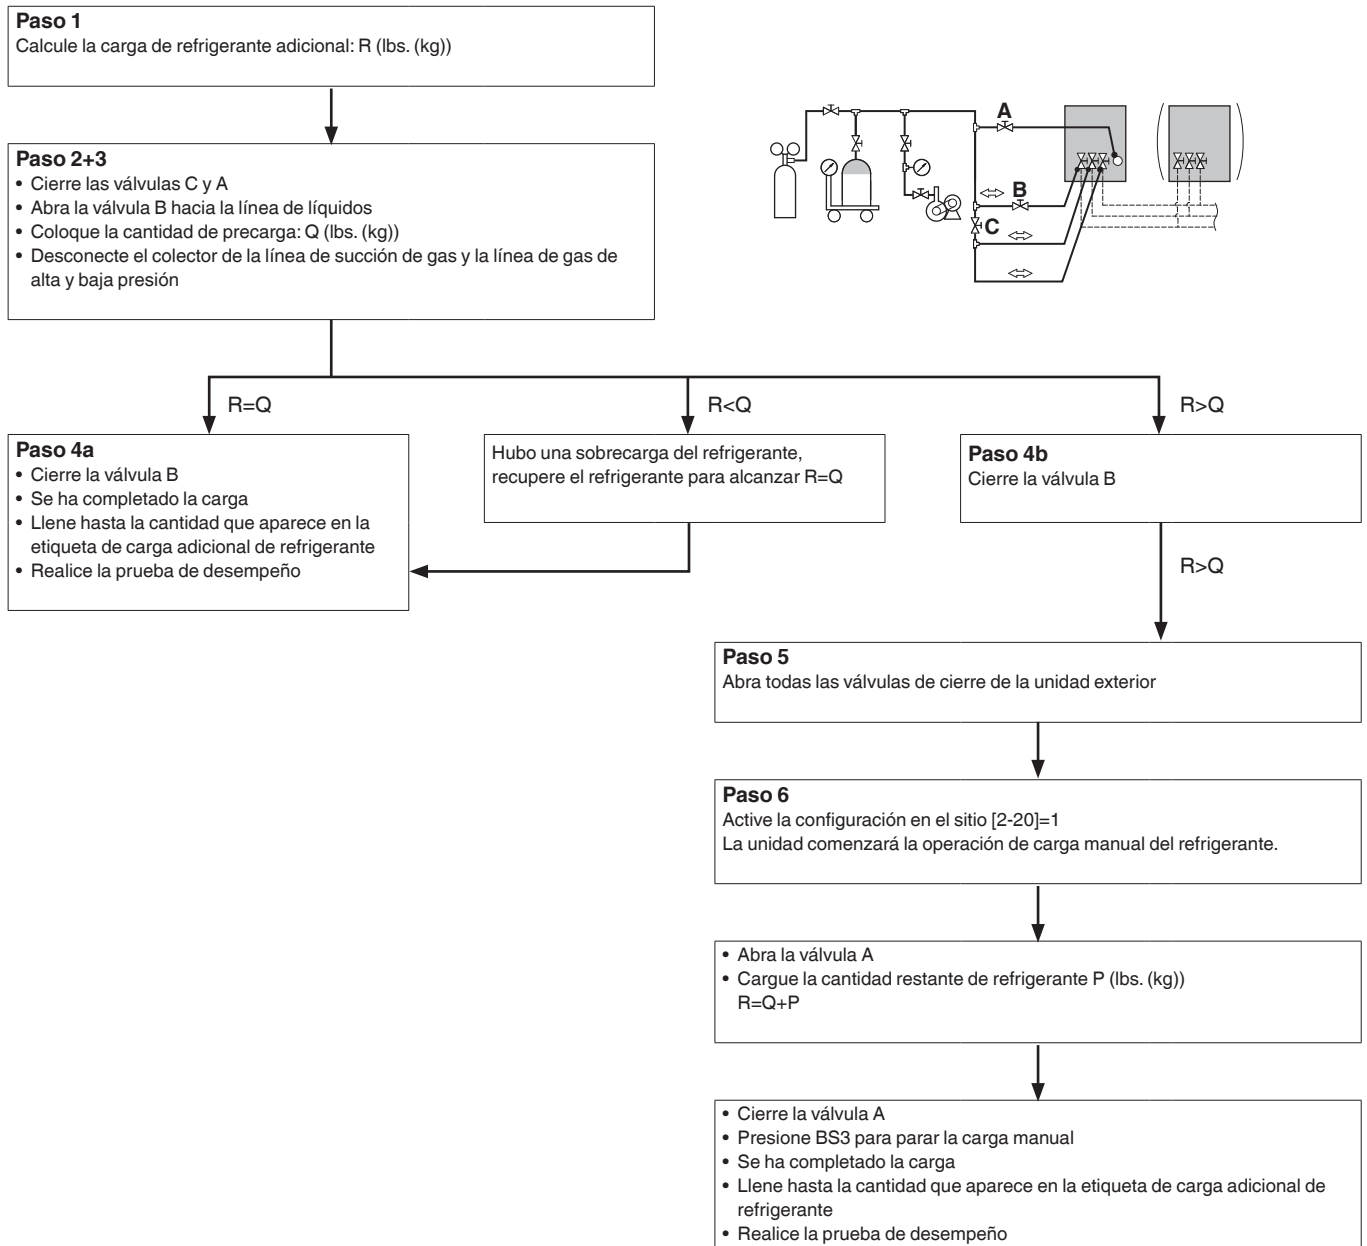 Paso 1
Calcule la carga de refrigerante adicional: R (lbs. (kg))
A
B
C
Paso 2+3
• Cierre las válvulas C y A
• Abra la válvula B hacia la línea de líquidos
• Coloque la cantidad de precarga: Q (lbs. (kg))
• Desconecte el colector de la línea de succión de gas y la línea de gas de
alta y baja presión
R=Q
R<Q
R>Q
Paso 4a
• Cierre la válvula B
• Se ha completado la carga
• Llene hasta la cantidad que aparece en la
etiqueta de carga adicional de refrigerante
• Realice la prueba de desempeño
Hubo una sobrecarga del refrigerante,
recupere el refrigerante para alcanzar R=Q
Paso 4b
Cierre la válvula B
R>Q
Paso 5
Abra todas las válvulas de cierre de la unidad exterior
Paso 6
Active la configuración en el sitio [2-20]=1
La unidad comenzará la operación de carga manual del refrigerante.
• Abra la válvula A
• Cargue la cantidad restante de refrigerante P (lbs. (kg))
R=Q+P
• Cierre la válvula A
• Presione BS3 para parar la carga manual
• Se ha completado la carga
• Llene hasta la cantidad que aparece en la etiqueta de carga adicional de
refrigerante
• Realice la prueba de desempeño